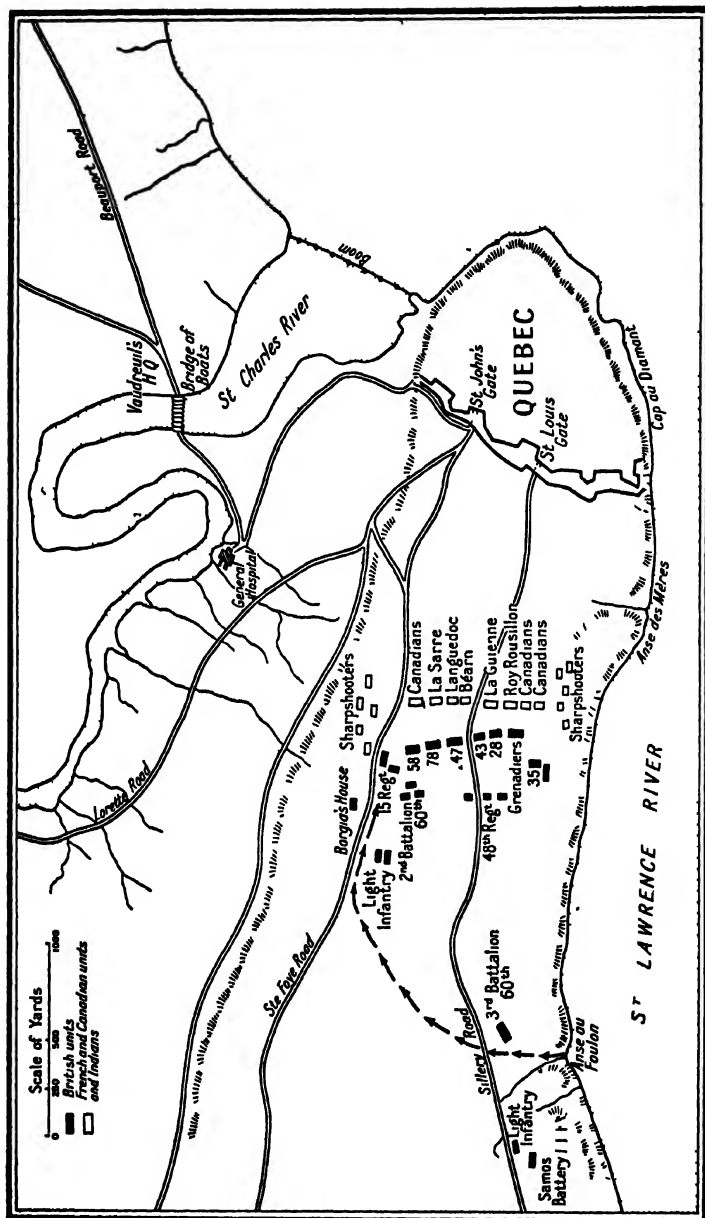 Scale of Yards
0 250 500 1000
British units
French and Canadian units
and Indians
Beauport Road
Vaudreuil's
H Q
Bridge of
Boats
St Charles River
Boom
General
Hospital
Lorette Road
QUEBEC
St John's
Gate
St Louis
Gate
Cap au Diamant
Anse des Mères
Sharpshooters
Canadians
La Sarre
Languedoc
Béarn
La Guienne
Roy Rousillon
Canadians
Canadians
Sharpshooters
Borgia's House
15 Regt
58
78
47
43
28
Grenadiers
35
2nd Battalion
60th
48th Regt
Light
Infantry
Ste Foye Road
Sillery Road
3rd Battalion
60th
Anse au
Foulon
Light
Infantry
Samos
Battery
ST LAWRENCE RIVER